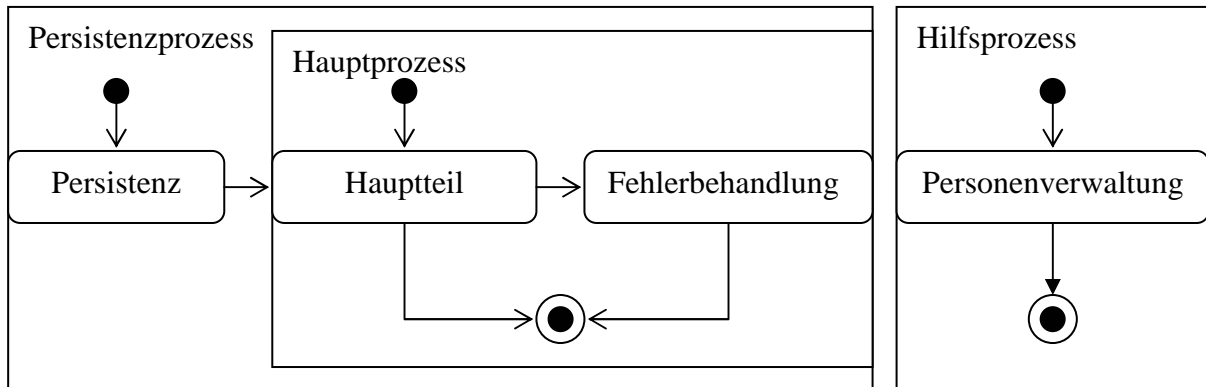 Persistenzprozess
Hauptprozess
Hilfsprozess
Persistenz
Hauptteil
Fehlerbehandlung
Personenverwaltung